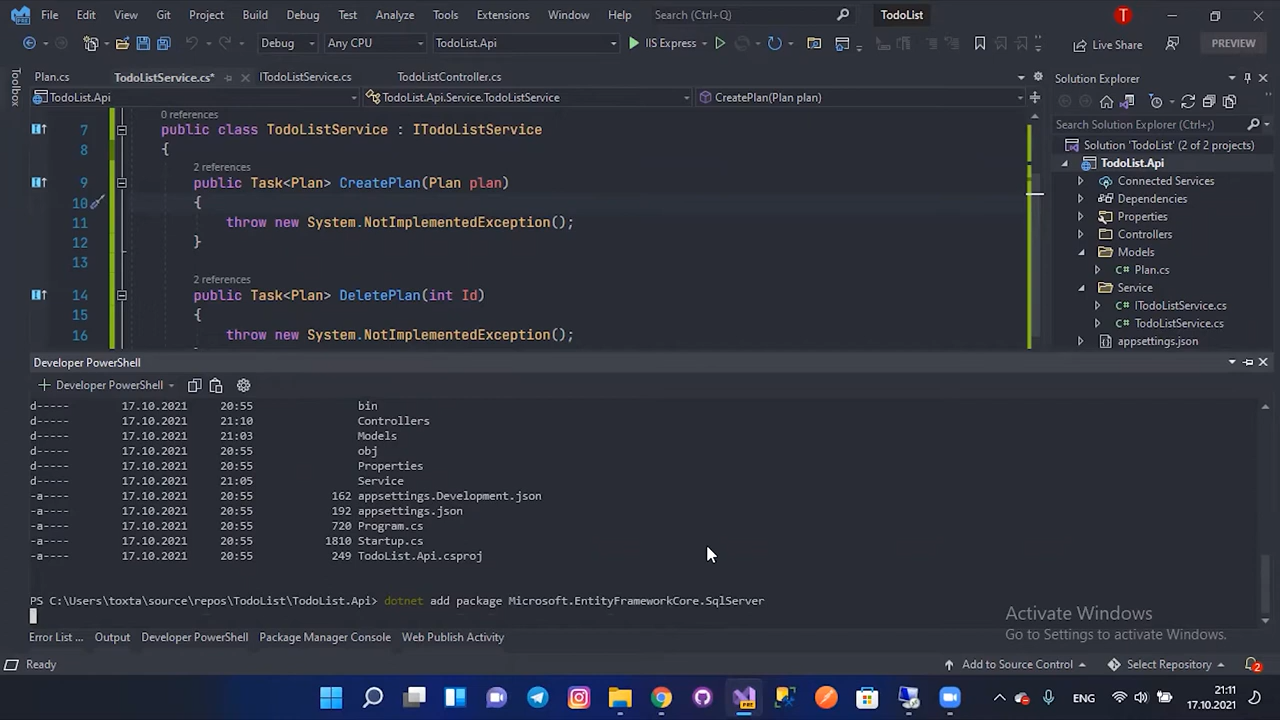 File Edit View Git Project Build Debug Test Analyze Tools Extensions Window Help Search (Ctrl+Q) TodoList T
Debug Any CPU TodoList.Api IIS Express Live Share PREVIEW
Toolbox
Plan.cs TodoListService.cs* ITodoListService.cs TodoListController.cs
TodoList.Api TodoList.Api.Service.TodoListService CreatePlan(Plan plan)
0 references
7 public class TodoListService : ITodoListService
8 {
2 references
9 public Task<Plan> CreatePlan(Plan plan)
10 {
11 throw new System.NotImplementedException();
12 }
13
2 references
14 public Task<Plan> DeletePlan(int Id)
15 {
16 throw new System.NotImplementedException();
Solution Explorer
Search Solution Explorer (Ctrl+;)
Solution 'TodoList' (2 of 2 projects)
TodoList.Api
Connected Services
Dependencies
Properties
Controllers
Models
C# Plan.cs
Service
C# ITodoListService.cs
C# TodoListService.cs
appsettings.json
Developer PowerShell
Developer PowerShell
d----- 17.10.2021 20:55 bin
d----- 17.10.2021 21:10 Controllers
d----- 17.10.2021 21:03 Models
d----- 17.10.2021 20:55 obj
d----- 17.10.2021 20:55 Properties
d----- 17.10.2021 21:05 Service
-a---- 17.10.2021 20:55 162 appsettings.Development.json
-a---- 17.10.2021 20:55 192 appsettings.json
-a---- 17.10.2021 20:55 720 Program.cs
-a---- 17.10.2021 20:55 1810 Startup.cs
-a---- 17.10.2021 20:55 249 TodoList.Api.csproj
PS C:\Users\toxta\source\repos\TodoList\TodoList.Api> dotnet add package Microsoft.EntityFrameworkCore.SqlServer
Activate Windows
Go to Settings to activate Windows.
Error List ... Output Developer PowerShell Package Manager Console Web Publish Activity
Ready Add to Source Control Select Repository 2
PRE ENG 21:11
17.10.2021